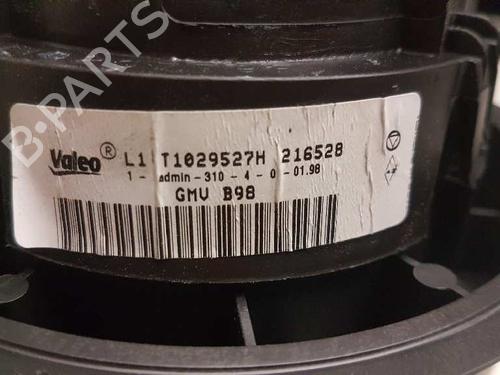 B-PARTS
Valeo® L1 T1029527H 216528
1 - admin-310-4-0-01.98
GMV B98